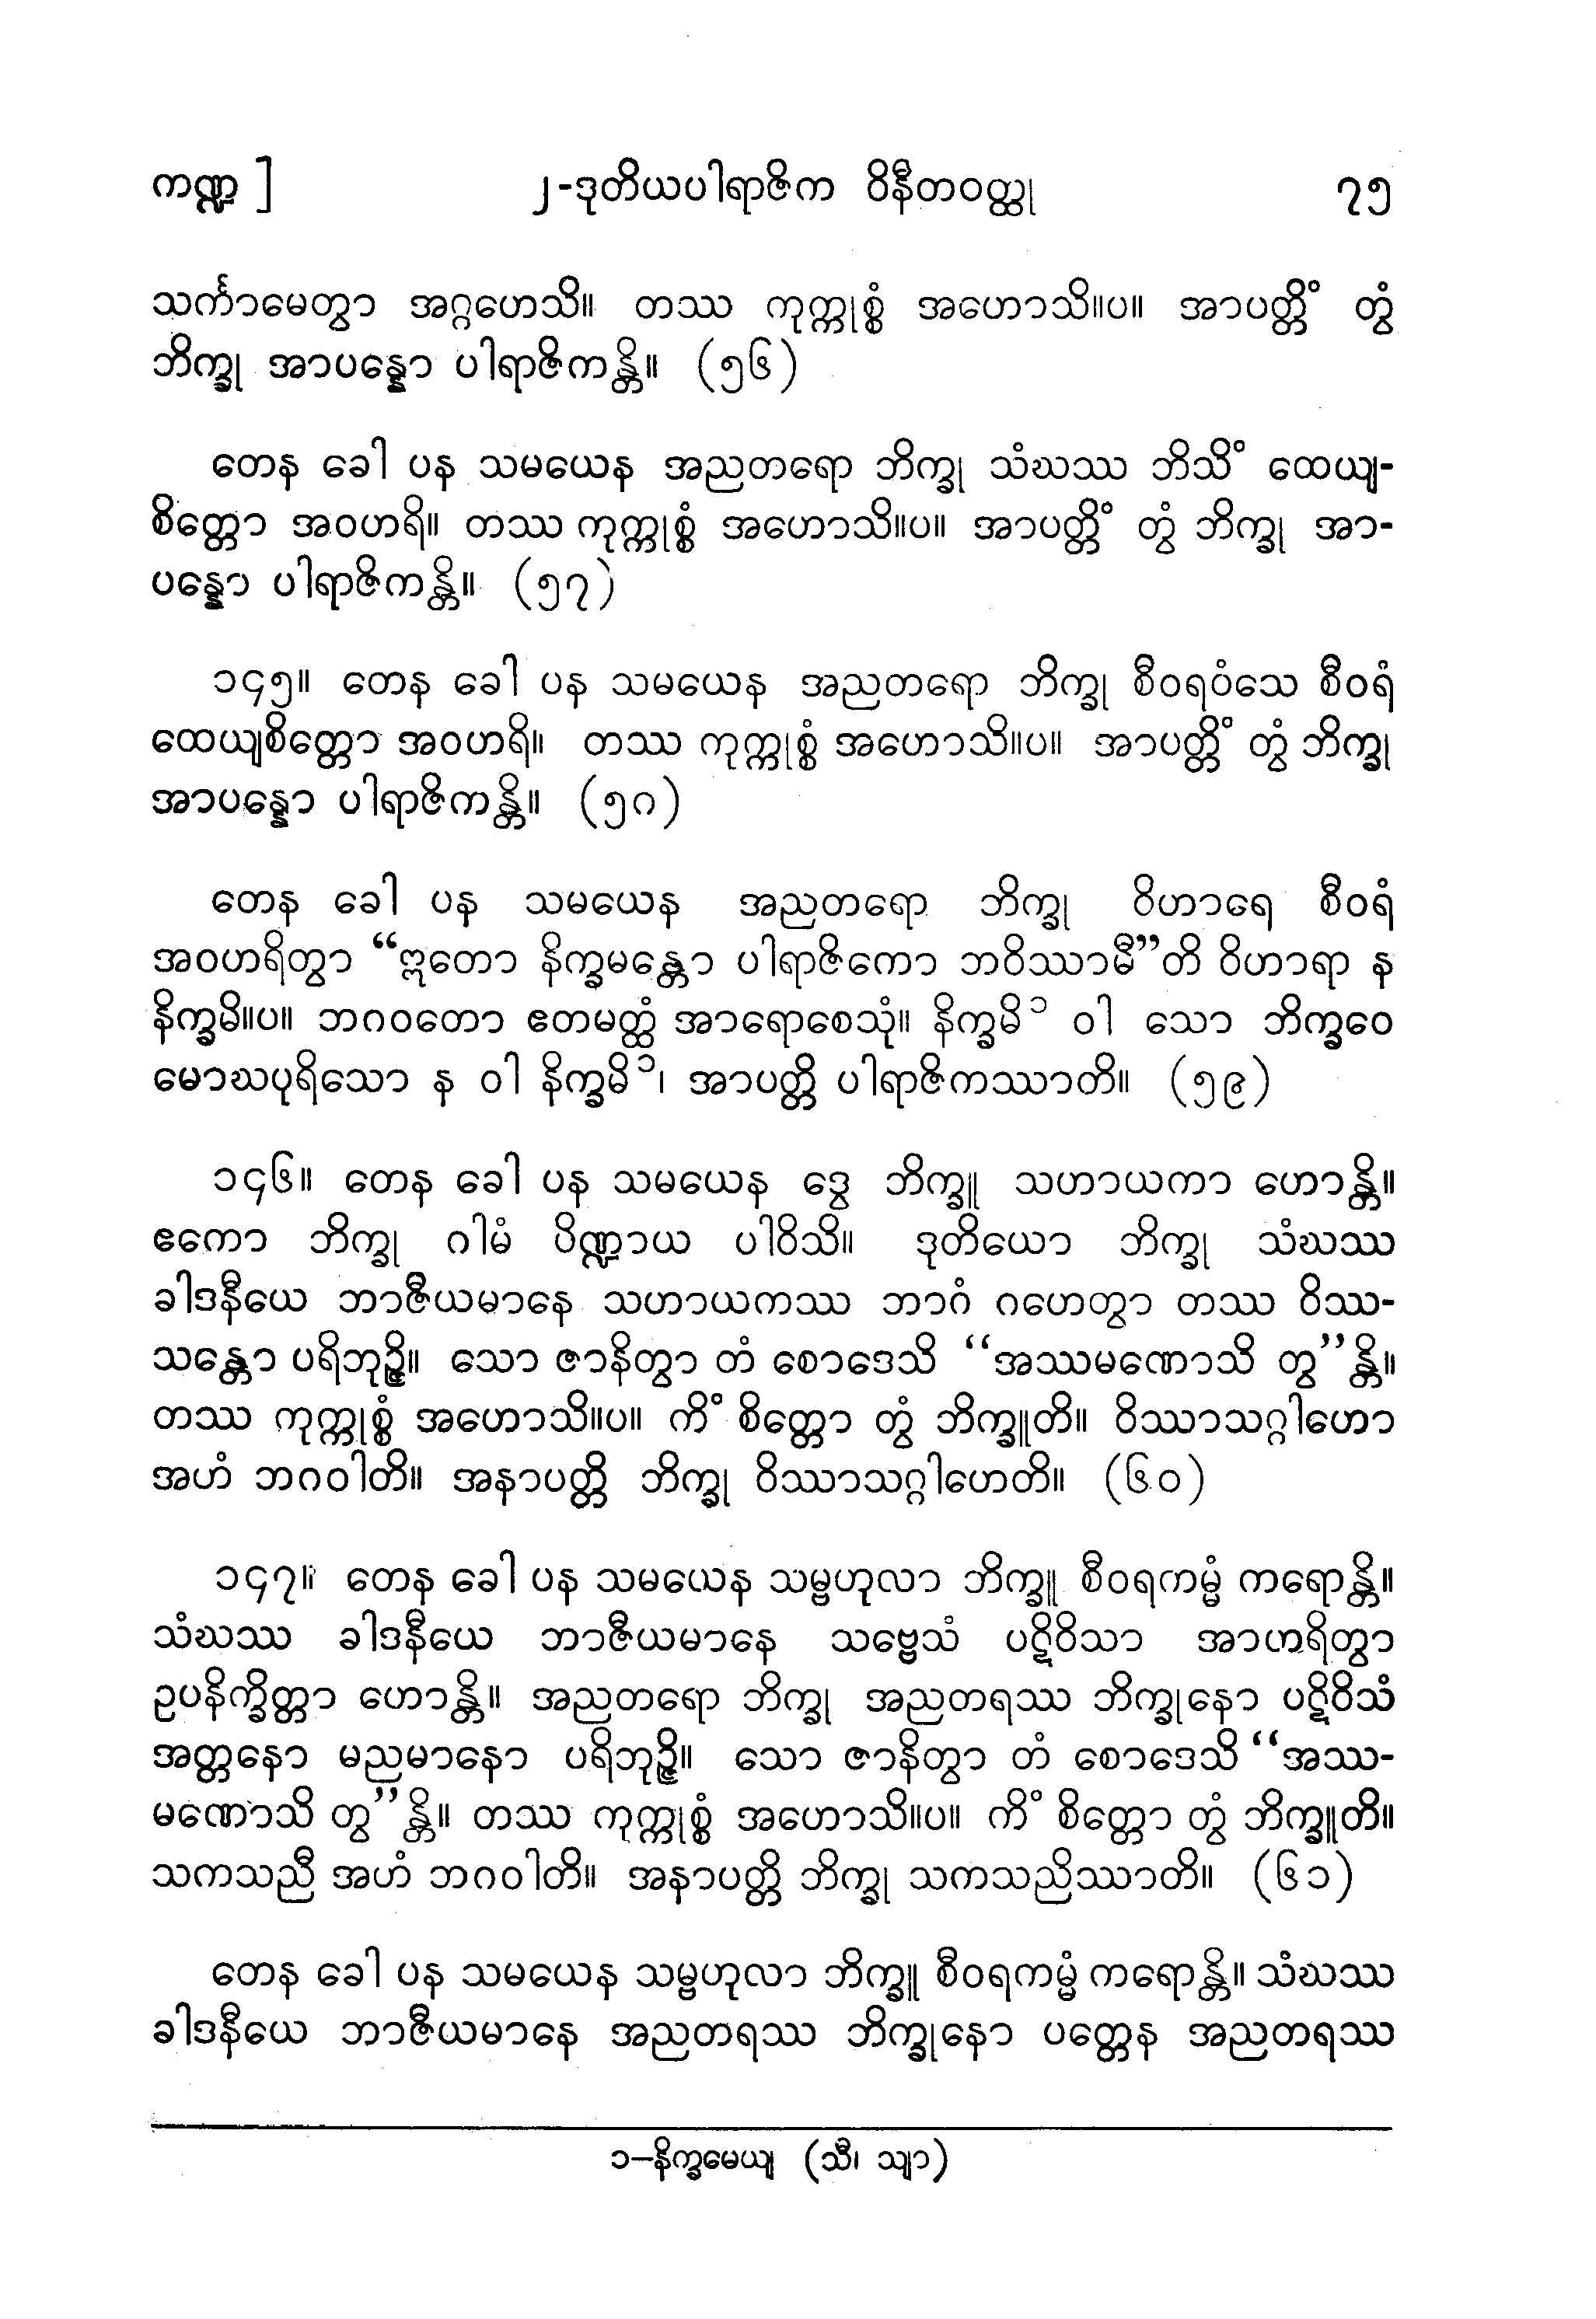 ကဏ္ဍ ] ၂-ဒုတိယပါရာဇိက ဝိနီတဝတ္ထု ၇၅
သင်္ကာမေတွာ အဂ္ဂဟေသိ။ တဿ ကုက္ကုစ္စံ အဟောသိ။ပ။ အာပတ္တိံ တွံ
ဘိက္ခု အာပန္နော ပါရာဇိကန္တိ။ (၅၆)
တေန ခေါ ပန သမယေန အညတရော ဘိက္ခု သံဃဿ ဘိသိံ ထေယျ-
စိတ္တော အဝဟရိ။ တဿ ကုက္ကုစ္စံ အဟောသိ။ပ။ အာပတ္တိံ တွံ ဘိက္ခု အာ-
ပန္နော ပါရာဇိကန္တိ။ (၅၇)
၁၄၅။ တေန ခေါ ပန သမယေန အညတရော ဘိက္ခု စီဝရဝံသေ စီဝရံ
ထေယျစိတ္တော အဝဟရိ။ တဿ ကုက္ကုစ္စံ အဟောသိ။ပ။ အာပတ္တိံ တွံ ဘိက္ခု
အာပန္နော ပါရာဇိကန္တိ။ (၅၈)
တေန ခေါ ပန သမယေန အညတရော ဘိက္ခု ဝိဟာရေ စီဝရံ
အဝဟရိတွာ “ဣတော နိက္ခမန္တော ပါရာဇိကော ဘဝိဿာမီ”တိ ဝိဟာရာ န
နိက္ခမိ။ပ။ ဘဂဝတော ဧတမတ္ထံ အာရောစေသုံ။ နိက္ခမိ၁ ဝါ သော ဘိက္ခဝေ
မောဃပုရိသော န ဝါ နိက္ခမိ၁၊ အာပတ္တိ ပါရာဇိကဿာတိ။ (၅၉)
၁၄၆။ တေန ခေါ ပန သမယေန ဒွေ ဘိက္ခူ သဟာယကာ ဟောန္တိ။
ဧကော ဘိက္ခု ဂါမံ ပိဏ္ဍာယ ပါဝိသိ။ ဒုတိယော ဘိက္ခု သံဃဿ
ခါဒနီယေ ဘာဇီယမာနေ သဟာယကဿ ဘာဂံ ဂဟေတွာ တဿ ဝိဿ-
သန္တော ပရိဘုဉ္ဇိ။ သော ဇာနိတွာ တံ စောဒေသိ “အဿမဏောသိ တွ”န္တိ။
တဿ ကုက္ကုစ္စံ အဟောသိ။ပ။ ကိံ စိတ္တော တွံ ဘိက္ခူတိ။ ဝိဿာသဂ္ဂါဟော
အဟံ ဘဂဝါတိ။ အနာပတ္တိ ဘိက္ခု ဝိဿာသဂ္ဂါဟေတိ။ (၆၀)
၁၄၇။ တေန ခေါ ပန သမယေန သမ္ဗဟုလာ ဘိက္ခူ စီဝရကမ္မံ ကရောန္တိ။
သံဃဿ ခါဒနီယေ ဘာဇီယမာနေ သဗ္ဗေသံ ပဋိဝိသာ အာဟရိတွာ
ဥပနိက္ခိတ္တာ ဟောန္တိ။ အညတရော ဘိက္ခု အညတရဿ ဘိက္ခုနော ပဋိဝိသံ
အတ္တနော မညမာနော ပရိဘုဉ္ဇိ။ သော ဇာနိတွာ တံ စောဒေသိ “အဿ-
မဏောသိ တွ”န္တိ။ တဿ ကုက္ကုစ္စံ အဟောသိ။ပ။ ကိံ စိတ္တော တွံ ဘိက္ခူတိ။
သကသညီ အဟံ ဘဂဝါတိ။ အနာပတ္တိ ဘိက္ခု သကသညိဿာတိ။ (၆၁)
တေန ခေါ ပန သမယေန သမ္ဗဟုလာ ဘိက္ခူ စီဝရကမ္မံ ကရောန္တိ။ သံဃဿ
ခါဒနီယေ ဘာဇီယမာနေ အညတရဿ ဘိက္ခုနော ပတ္တေန အညတရဿ
၁–နိက္ခမေယျ (သီ၊ သျာ)